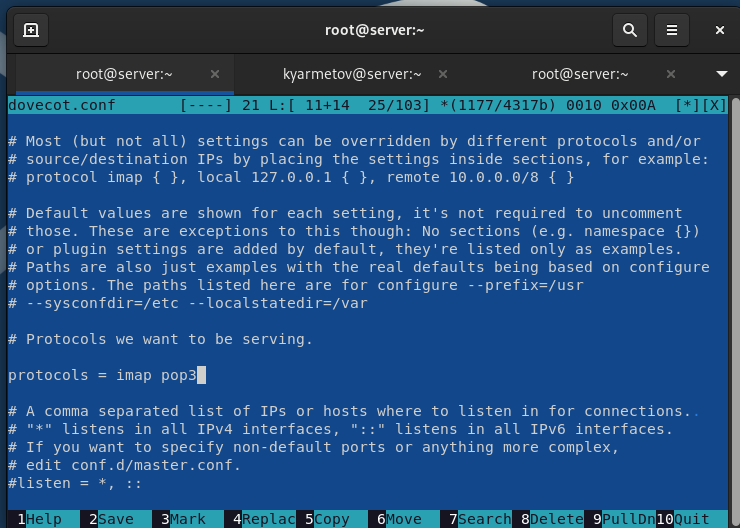 root@server:~
root@server:~ × kyarmetov@server:~ × root@server:~ ×
dovecot.conf [----] 21 L:[ 11+14 25/103] *(1177/4317b) 0010 0x00A [*][X]
# Most (but not all) settings can be overridden by different protocols and/or
# source/destination IPs by placing the settings inside sections, for example:
# protocol imap { }, local 127.0.0.1 { }, remote 10.0.0.0/8 { }
# Default values are shown for each setting, it's not required to uncomment
# those. These are exceptions to this though: No sections (e.g. namespace {})
# or plugin settings are added by default, they're listed only as examples.
# Paths are also just examples with the real defaults being based on configure
# options. The paths listed here are for configure --prefix=/usr
# --sysconfdir=/etc --localstatedir=/var
# Protocols we want to be serving.
protocols = imap pop3
# A comma separated list of IPs or hosts where to listen in for connections..
# "*" listens in all IPv4 interfaces, "::" listens in all IPv6 interfaces.
# If you want to specify non-default ports or anything more complex,
# edit conf.d/master.conf.
#listen = *, ::
1Help 2Save 3Mark 4Replac 5Copy 6Move 7Search 8Delete 9PullDn 10Quit